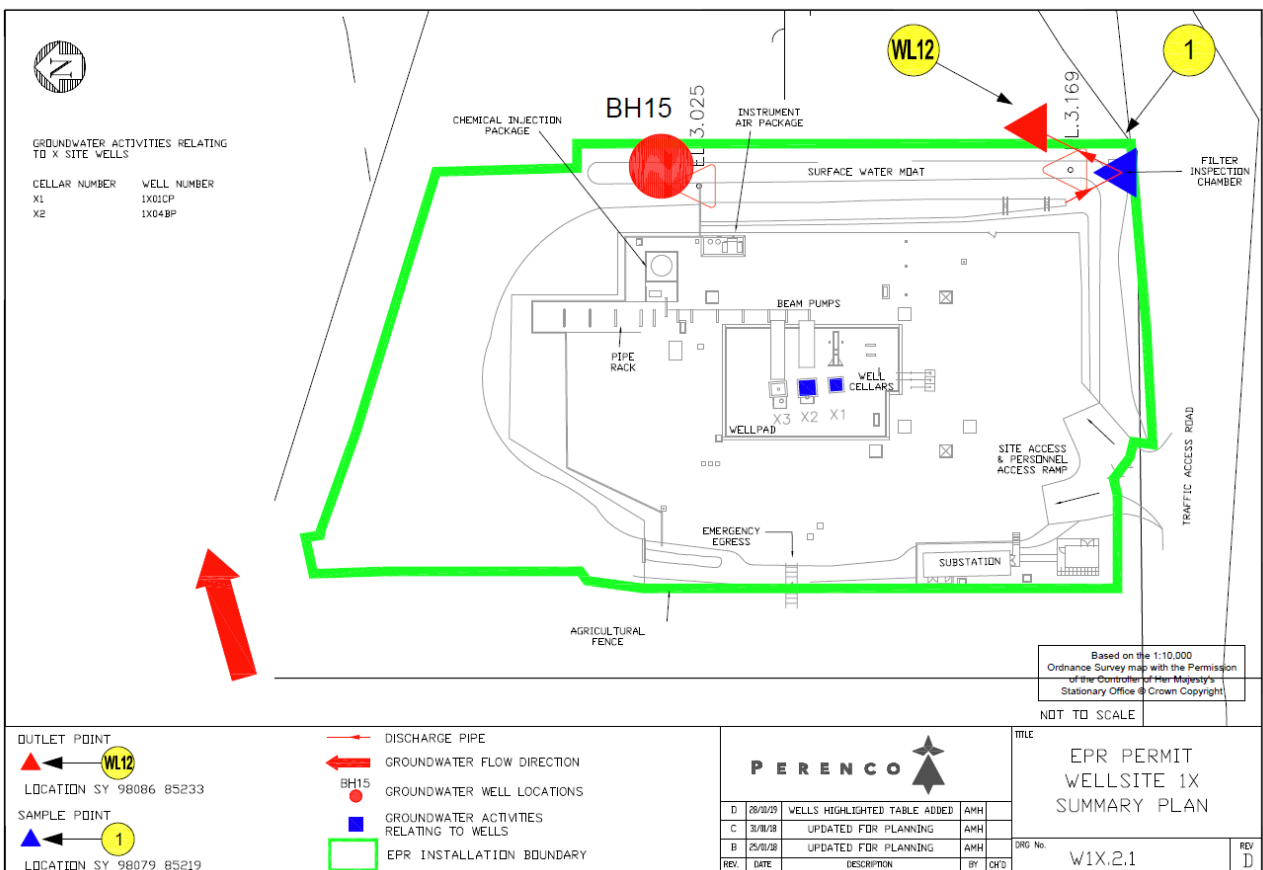 N
GROUNDWATER ACTIVITIES RELATING
TO X SITE WELLS
CELLAR NUMBER WELL NUMBER
X1 1X01CP
X2 1X04BP
WL12
1
BH15
EL.3.025
L.3.169
CHEMICAL INJECTION
PACKAGE
INSTRUMENT
AIR PACKAGE
SURFACE WATER MOAT
FILTER
INSPECTION
CHAMBER
BEAM PUMPS
PIPE
RACK
WELL
CELLARS
X3 X2 X1
WELLPAD
SITE ACCESS
& PERSONNEL
ACCESS RAMP
TRAFFIC ACCESS ROAD
EMERGENCY
EGRESS
SUBSTATION
AGRICULTURAL
FENCE
Based on the 1:10,000
Ordnance Survey map with the Permission
of the Controller of Her Majesty's
Stationary Office © Crown Copyright
NOT TO SCALE
OUTLET POINT
WL12
LOCATION SY 98086 85233
SAMPLE POINT
1
LOCATION SY 98079 85219
DISCHARGE PIPE
GROUNDWATER FLOW DIRECTION
BH15
GROUNDWATER WELL LOCATIONS
GROUNDWATER ACTIVITIES
RELATING TO WELLS
EPR INSTALLATION BOUNDARY
PERENCO
D 28/10/19 WELLS HIGHLIGHTED TABLE ADDED AMH
C 31/01/18 UPDATED FOR PLANNING AMH
B 25/01/18 UPDATED FOR PLANNING AMH
REV. DATE DESCRIPTION BY CH'D
TITLE
EPR PERMIT
WELLSITE 1X
SUMMARY PLAN
DRG No.
W1X.2.1
REV
D